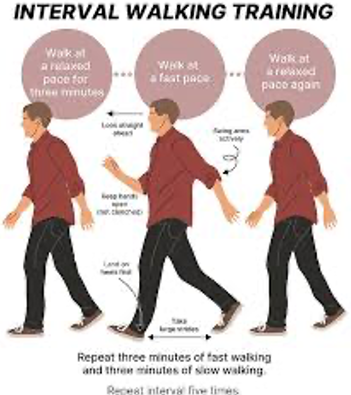 INTERVAL WALKING TRAINING
Walk at
a relaxed
pace for
three minutes
Walk at
a fast pace
Walk at
a relaxed
pace again
Look straight
ahead
Swing arms
actively
Keep hands
open
(not clenched)
Land on
heels first
Take
large strides
Repeat three minutes of fast walking
and three minutes of slow walking.
Repeat interval five times.